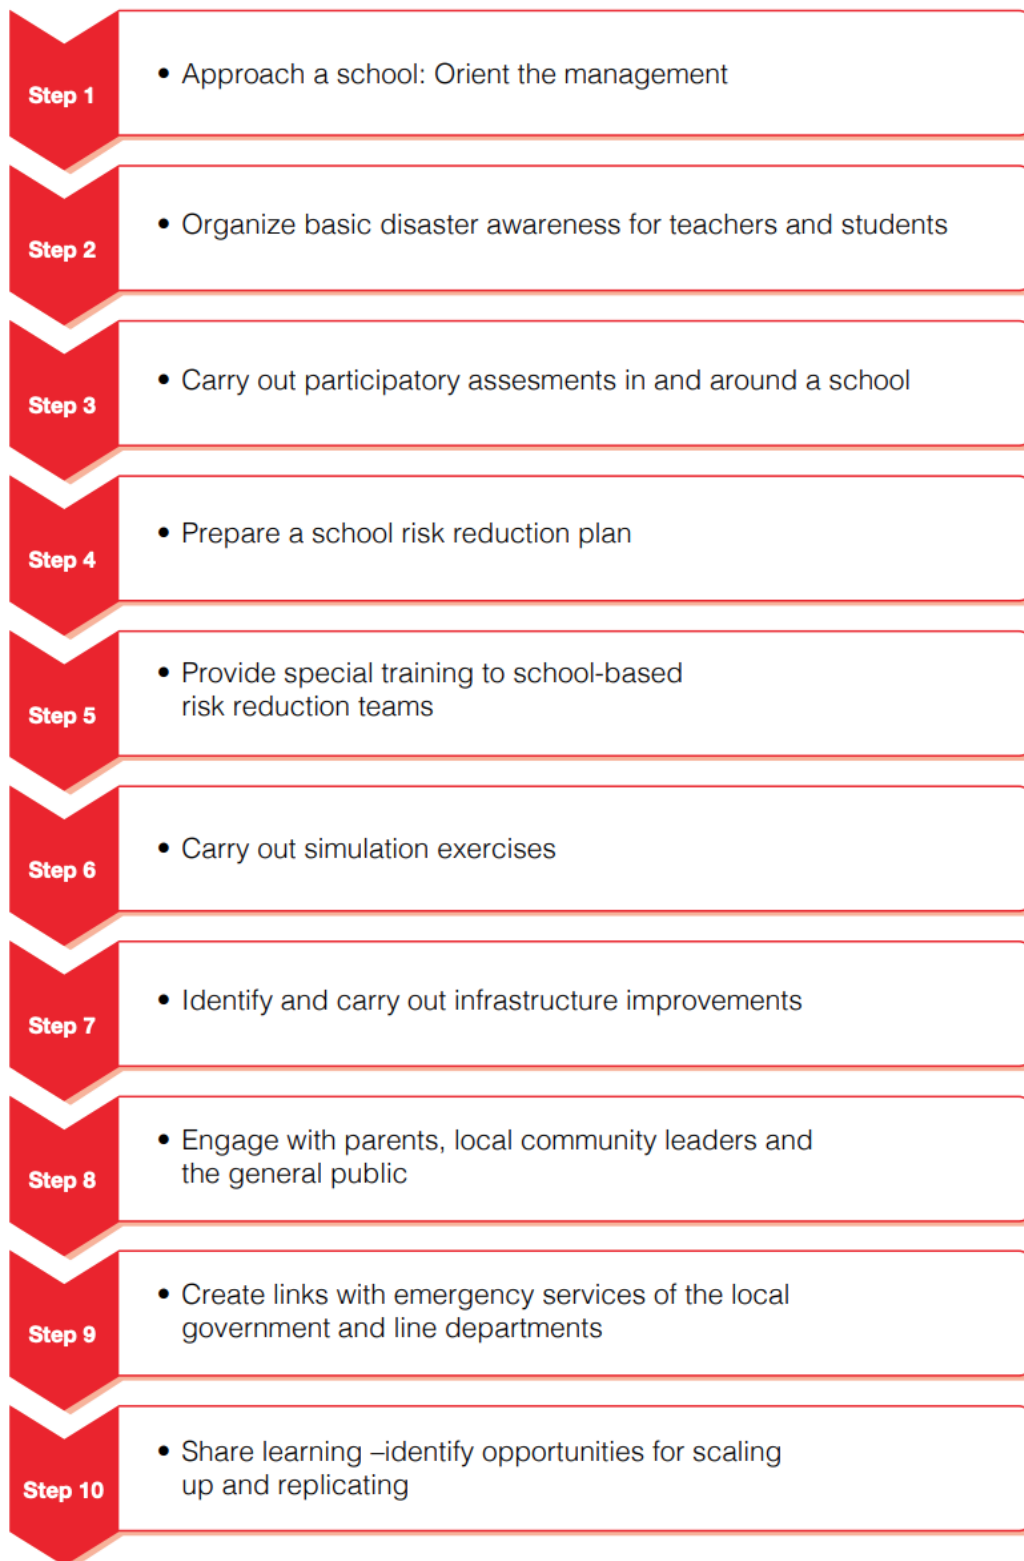 Step 1
• Approach a school: Orient the management
Step 2
• Organize basic disaster awareness for teachers and students
Step 3
• Carry out participatory assesments in and around a school
Step 4
• Prepare a school risk reduction plan
Step 5
• Provide special training to school-based
risk reduction teams
Step 6
• Carry out simulation exercises
Step 7
• Identify and carry out infrastructure improvements
Step 8
• Engage with parents, local community leaders and
the general public
Step 9
• Create links with emergency services of the local
government and line departments
Step 10
• Share learning –identify opportunities for scaling
up and replicating